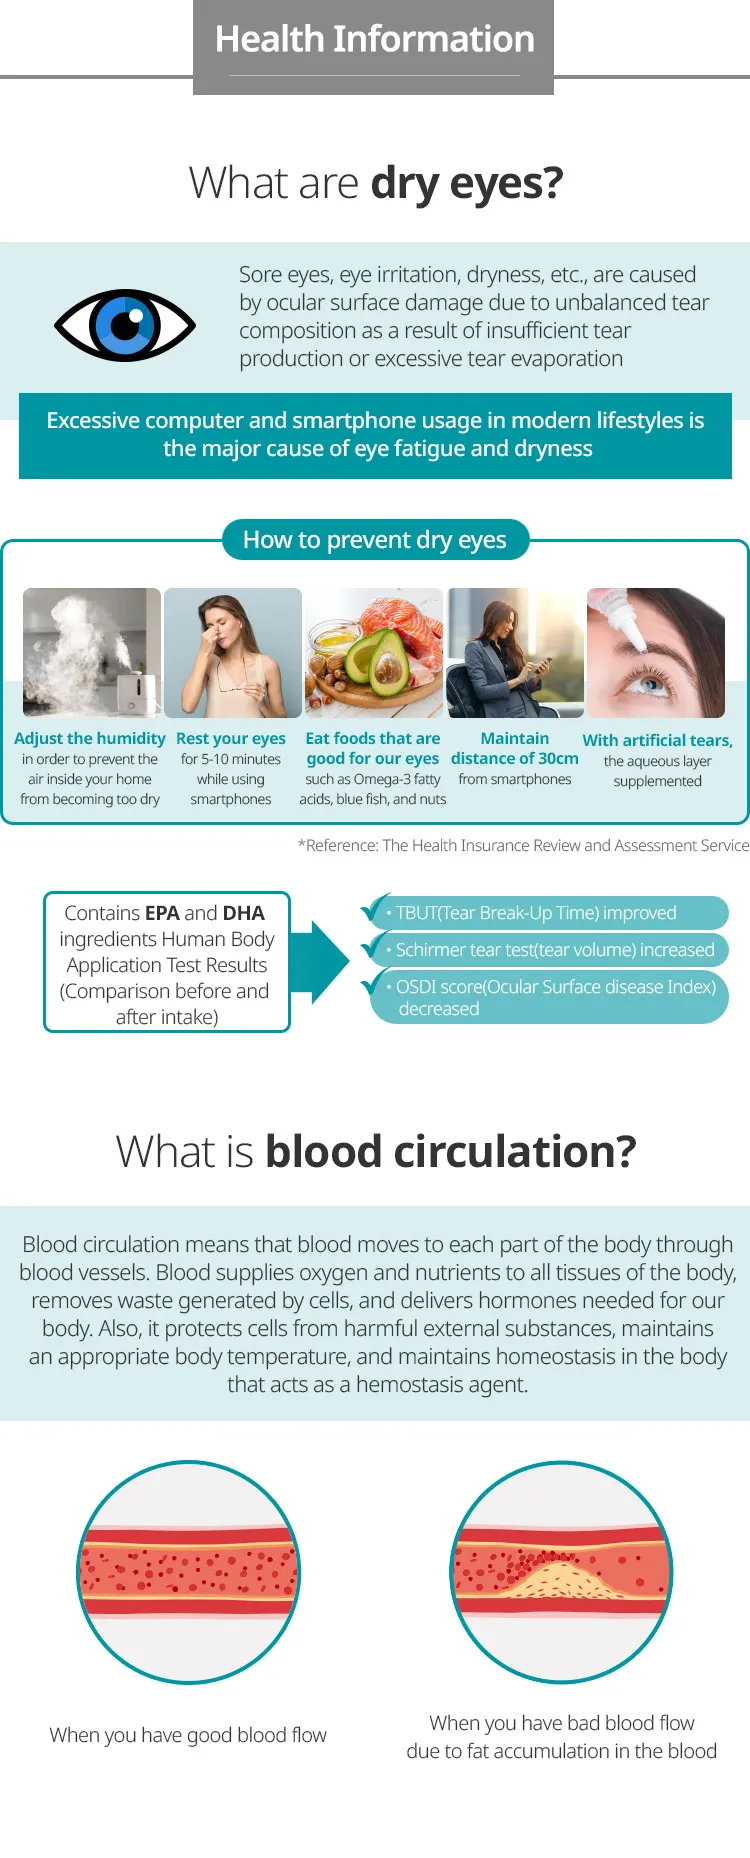 Health Information
What are dry eyes?
Sore eyes, eye irritation, dryness, etc., are caused
by ocular surface damage due to unbalanced tear
composition as a result of insufficient tear
production or excessive tear evaporation
Excessive computer and smartphone usage in modern lifestyles is
the major cause of eye fatigue and dryness
How to prevent dry eyes
Adjust the humidity
in order to prevent the
air inside your home
from becoming too dry
Rest your eyes
for 5-10 minutes
while using
smartphones
Eat foods that are
good for our eyes
such as Omega-3 fatty
acids, blue fish, and nuts
Maintain
distance of 30cm
from smartphones
With artificial tears,
the aqueous layer
supplemented
*Reference: The Health Insurance Review and Assessment Service
Contains EPA and DHA
ingredients Human Body
Application Test Results
(Comparison before and
after intake)
• TBUT(Tear Break-Up Time) improved
• Schirmer tear test(tear volume) increased
• OSDI score(Ocular Surface disease Index)
decreased
What is blood circulation?
Blood circulation means that blood moves to each part of the body through
blood vessels. Blood supplies oxygen and nutrients to all tissues of the body,
removes waste generated by cells, and delivers hormones needed for our
body. Also, it protects cells from harmful external substances, maintains
an appropriate body temperature, and maintains homeostasis in the body
that acts as a hemostasis agent.
When you have good blood flow
When you have bad blood flow
due to fat accumulation in the blood